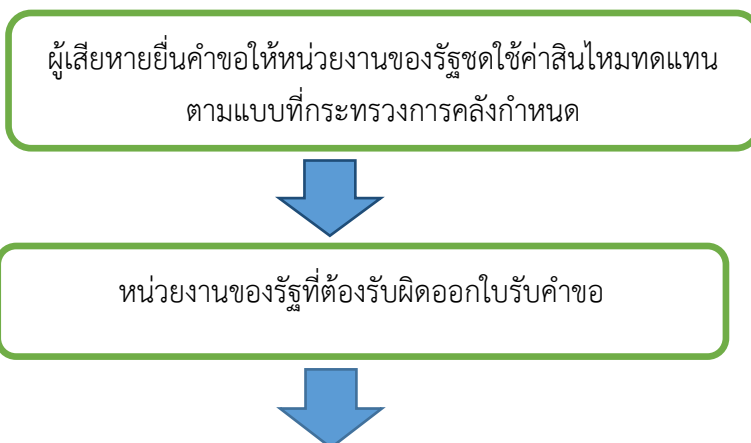 ผู้เสียหายยื่นคำขอให้หน่วยงานของรัฐชดใช้ค่าสินไหมทดแทน
ตามแบบที่กระทรวงการคลังกำหนด
หน่วยงานของรัฐที่ต้องรับผิดออกใบรับคำขอ